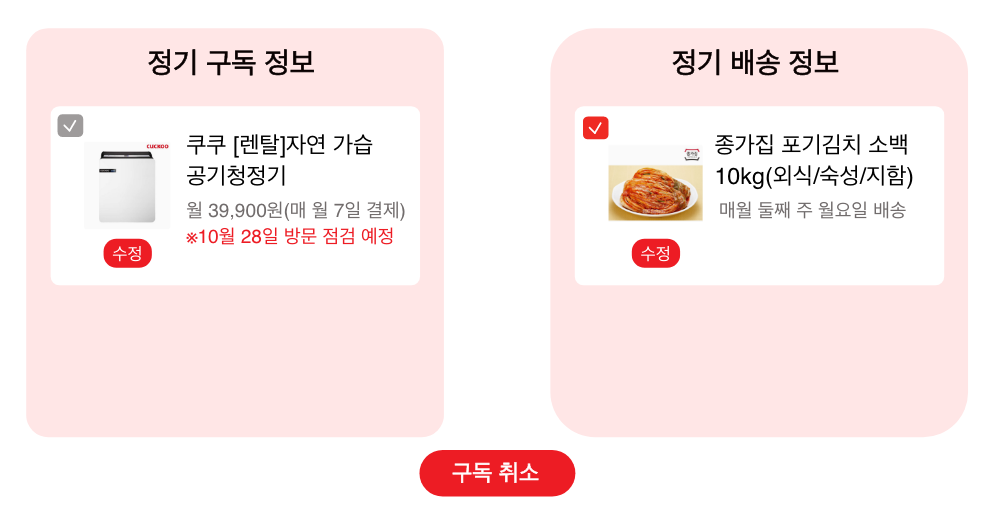 정기 구독 정보
CUCKOO
쿠쿠 [렌탈]자연 가습
공기청정기
월 39,900원(매 월 7일 결제)
※10월 28일 방문 점검 예정
수정
정기 배송 정보
종가집
종가집 포기김치 소백
10kg(외식/숙성/지함)
매월 둘째 주 월요일 배송
수정
구독 취소